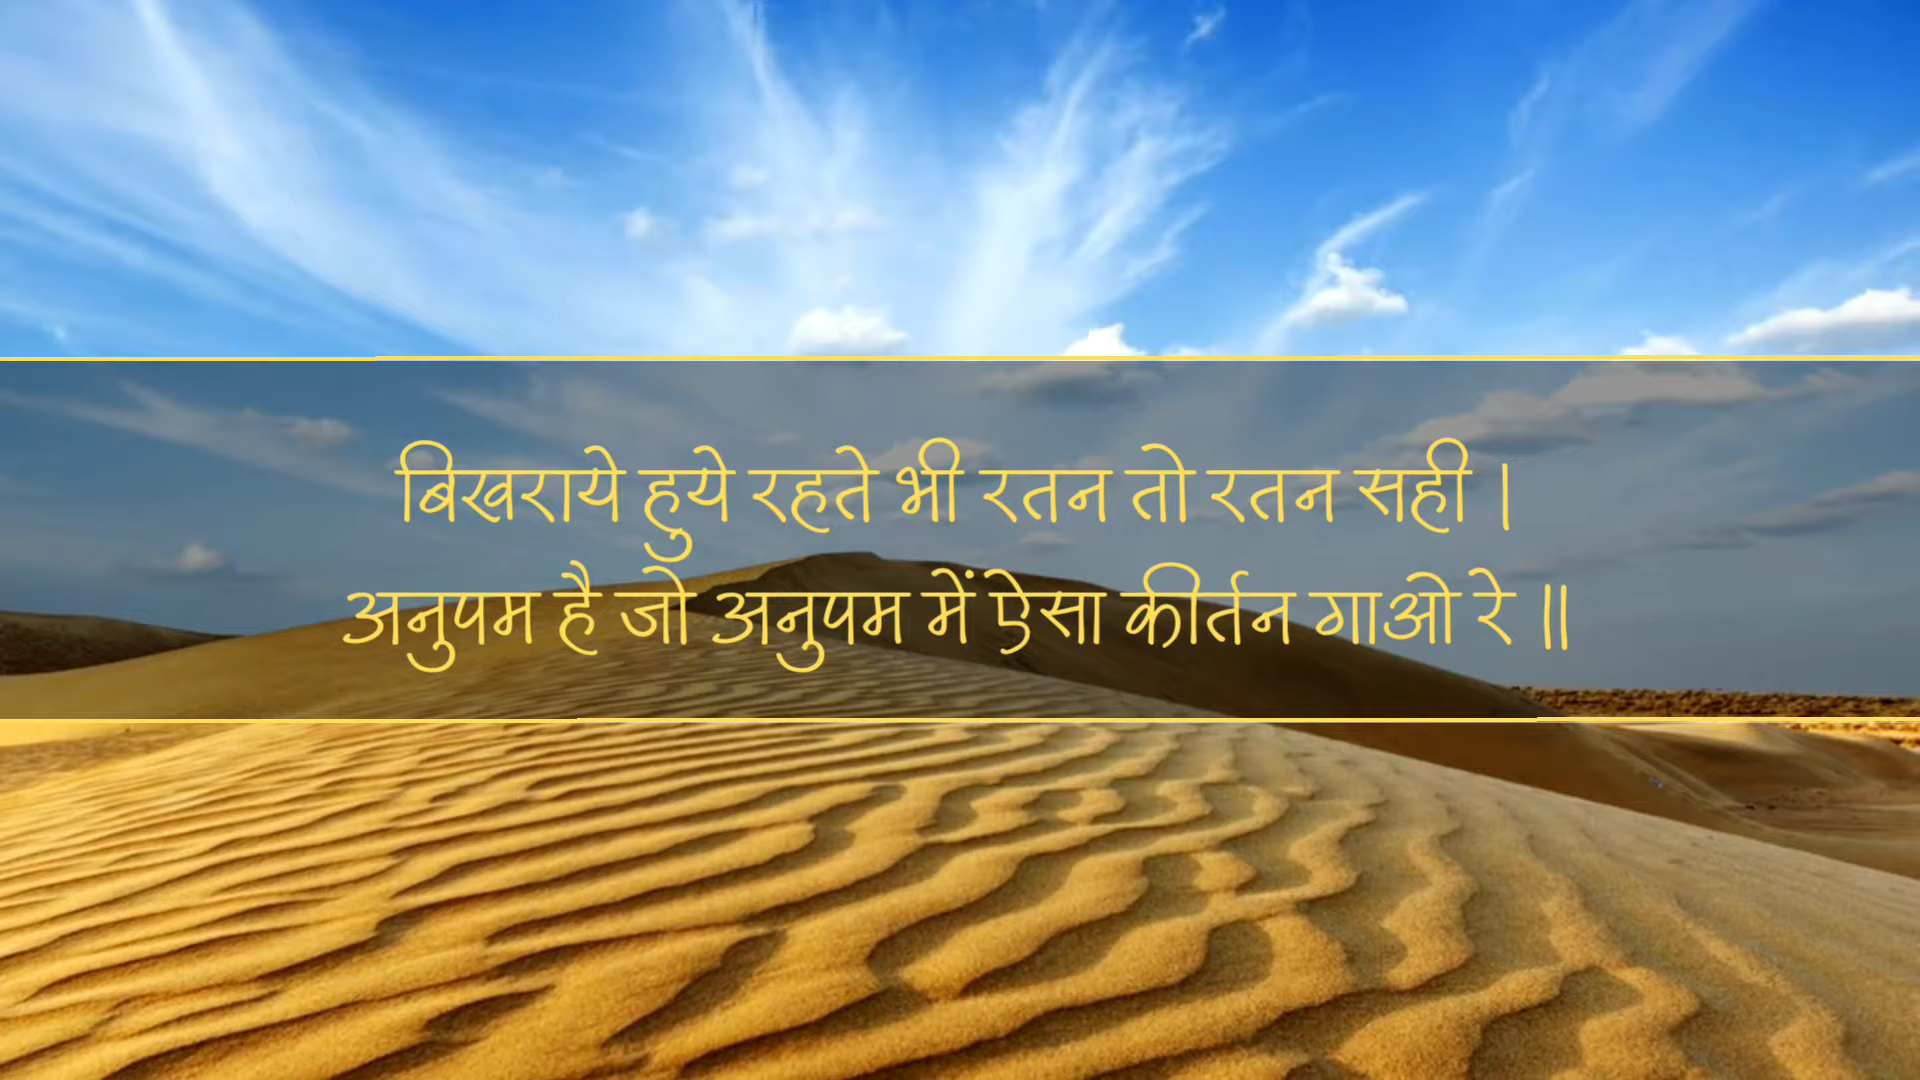 बिखराये हुये रहते भी रतन तो रतन सही |
अनुपम है जो अनुपम में ऐसा कीर्तन गाओ रे ||